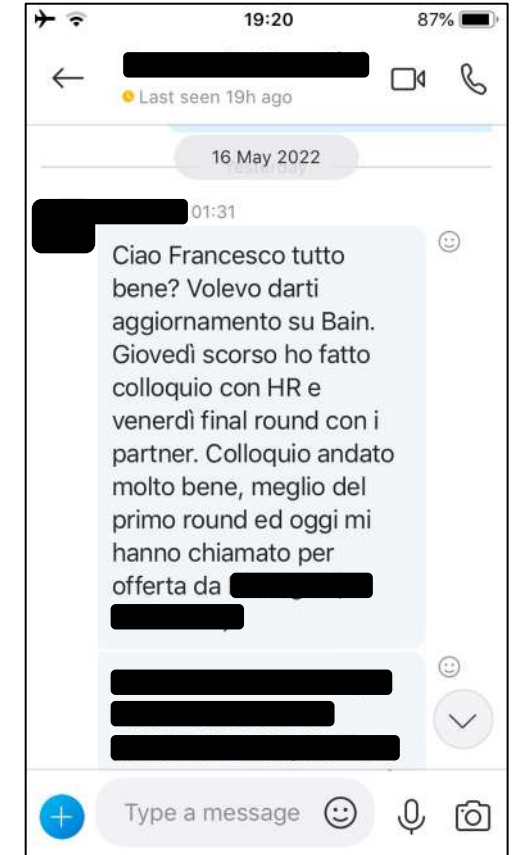 19:20
87%
Last seen 19h ago
16 May 2022
01:31
Ciao Francesco tutto
bene? Volevo darti
aggiornamento su Bain.
Giovedì scorso ho fatto
colloquio con HR e
venerdì final round con i
partner. Colloquio andato
molto bene, meglio del
primo round ed oggi mi
hanno chiamato per
offerta da
Type a message